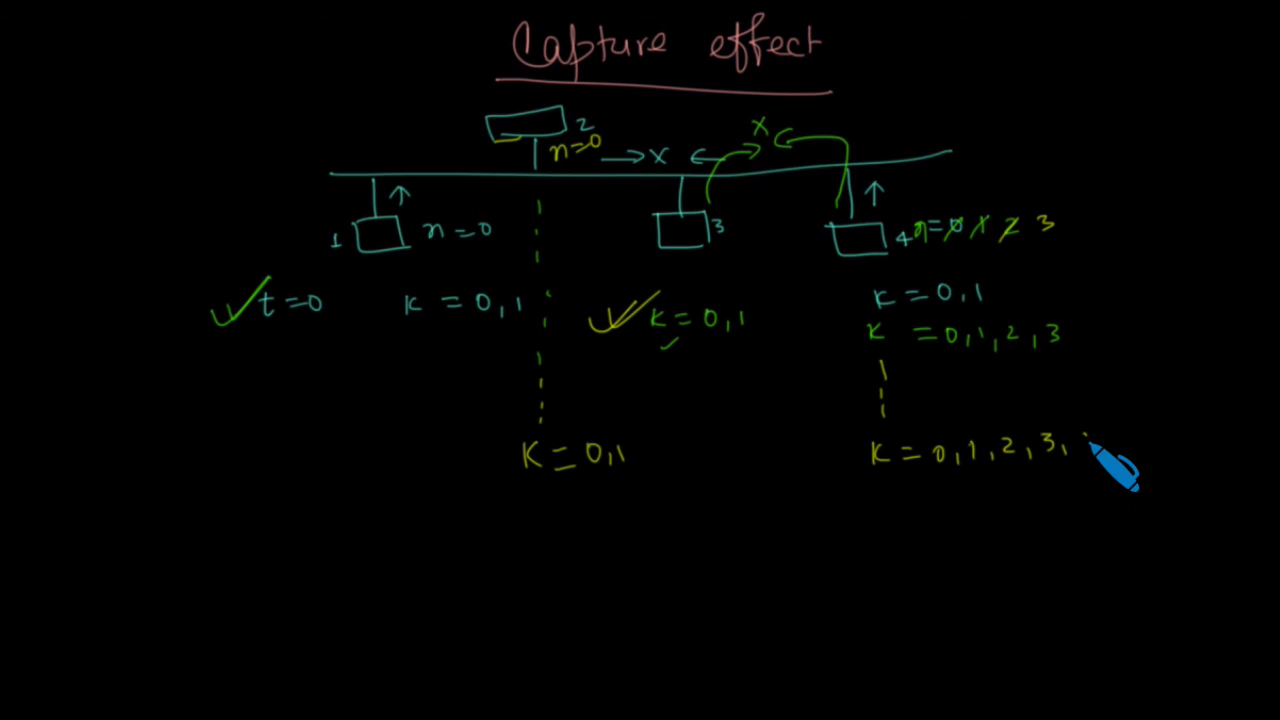 Capture effect
2
n=0
→ x ←
x
1
n=0
3
4
n=0 1 2 3
t=0
K = 0,1
K = 0,1
K = 0,1
K = 0,1,2,3
K = 0,1
K = 0,1,2,3,